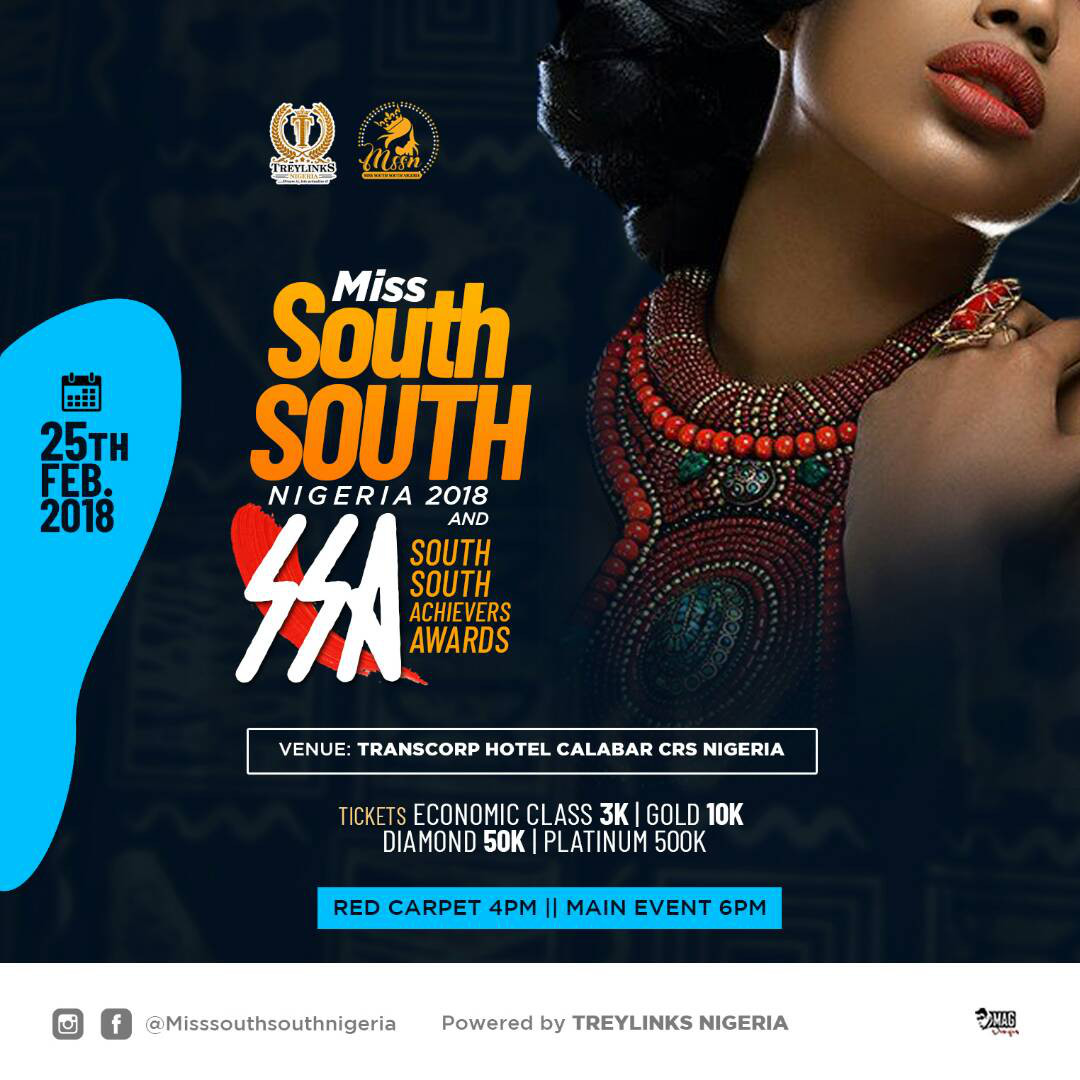 TREYLINKS
NIGERIA
Mssn
MISS SOUTH SOUTH NIGERIA
Miss
South
SOUTH
NIGERIA 2018
AND
SSA
SOUTH
SOUTH
ACHIEVERS
AWARDS
25TH
FEB.
2018
VENUE: TRANSCORP HOTEL CALABAR CRS NIGERIA
TICKETS ECONOMIC CLASS 3K | GOLD 10K
DIAMOND 50K | PLATINUM 500K
RED CARPET 4PM || MAIN EVENT 6PM
@Misssouthsouthnigeria Powered by TREYLINKS NIGERIA
MAG